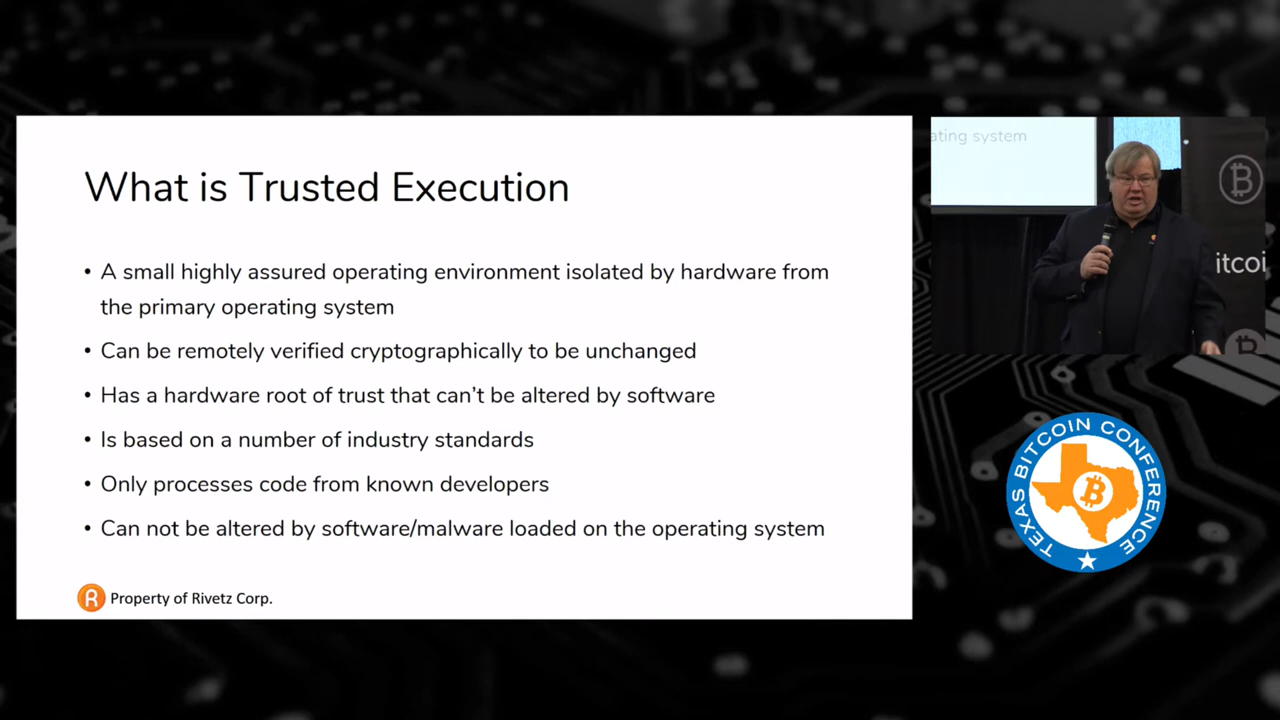 What is Trusted Execution
• A small highly assured operating environment isolated by hardware from
the primary operating system
• Can be remotely verified cryptographically to be unchanged
• Has a hardware root of trust that can’t be altered by software
• Is based on a number of industry standards
• Only processes code from known developers
• Can not be altered by software/malware loaded on the operating system
R Property of Rivetz Corp.
ating system
itcoi
TEXAS BITCOIN CONFERENCE